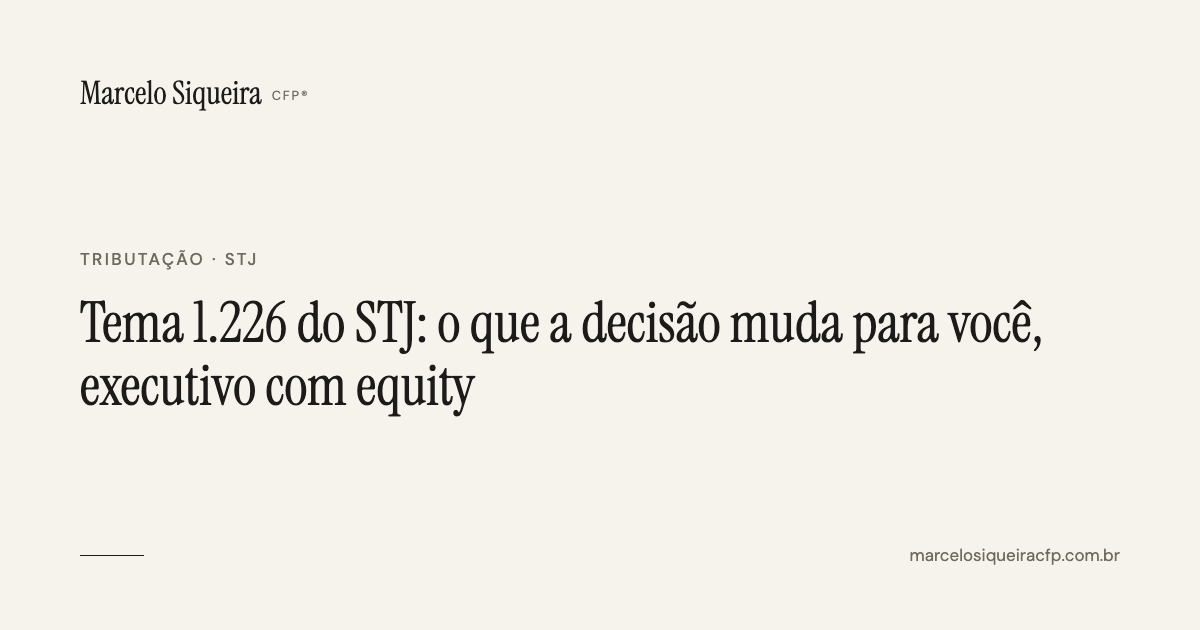 Marcelo Siqueira CFP®
TRIBUTAÇÃO · STJ
Tema 1.226 do STJ: o que a decisão muda para você,
executivo com equity
marcelosiqueiracfp.com.br